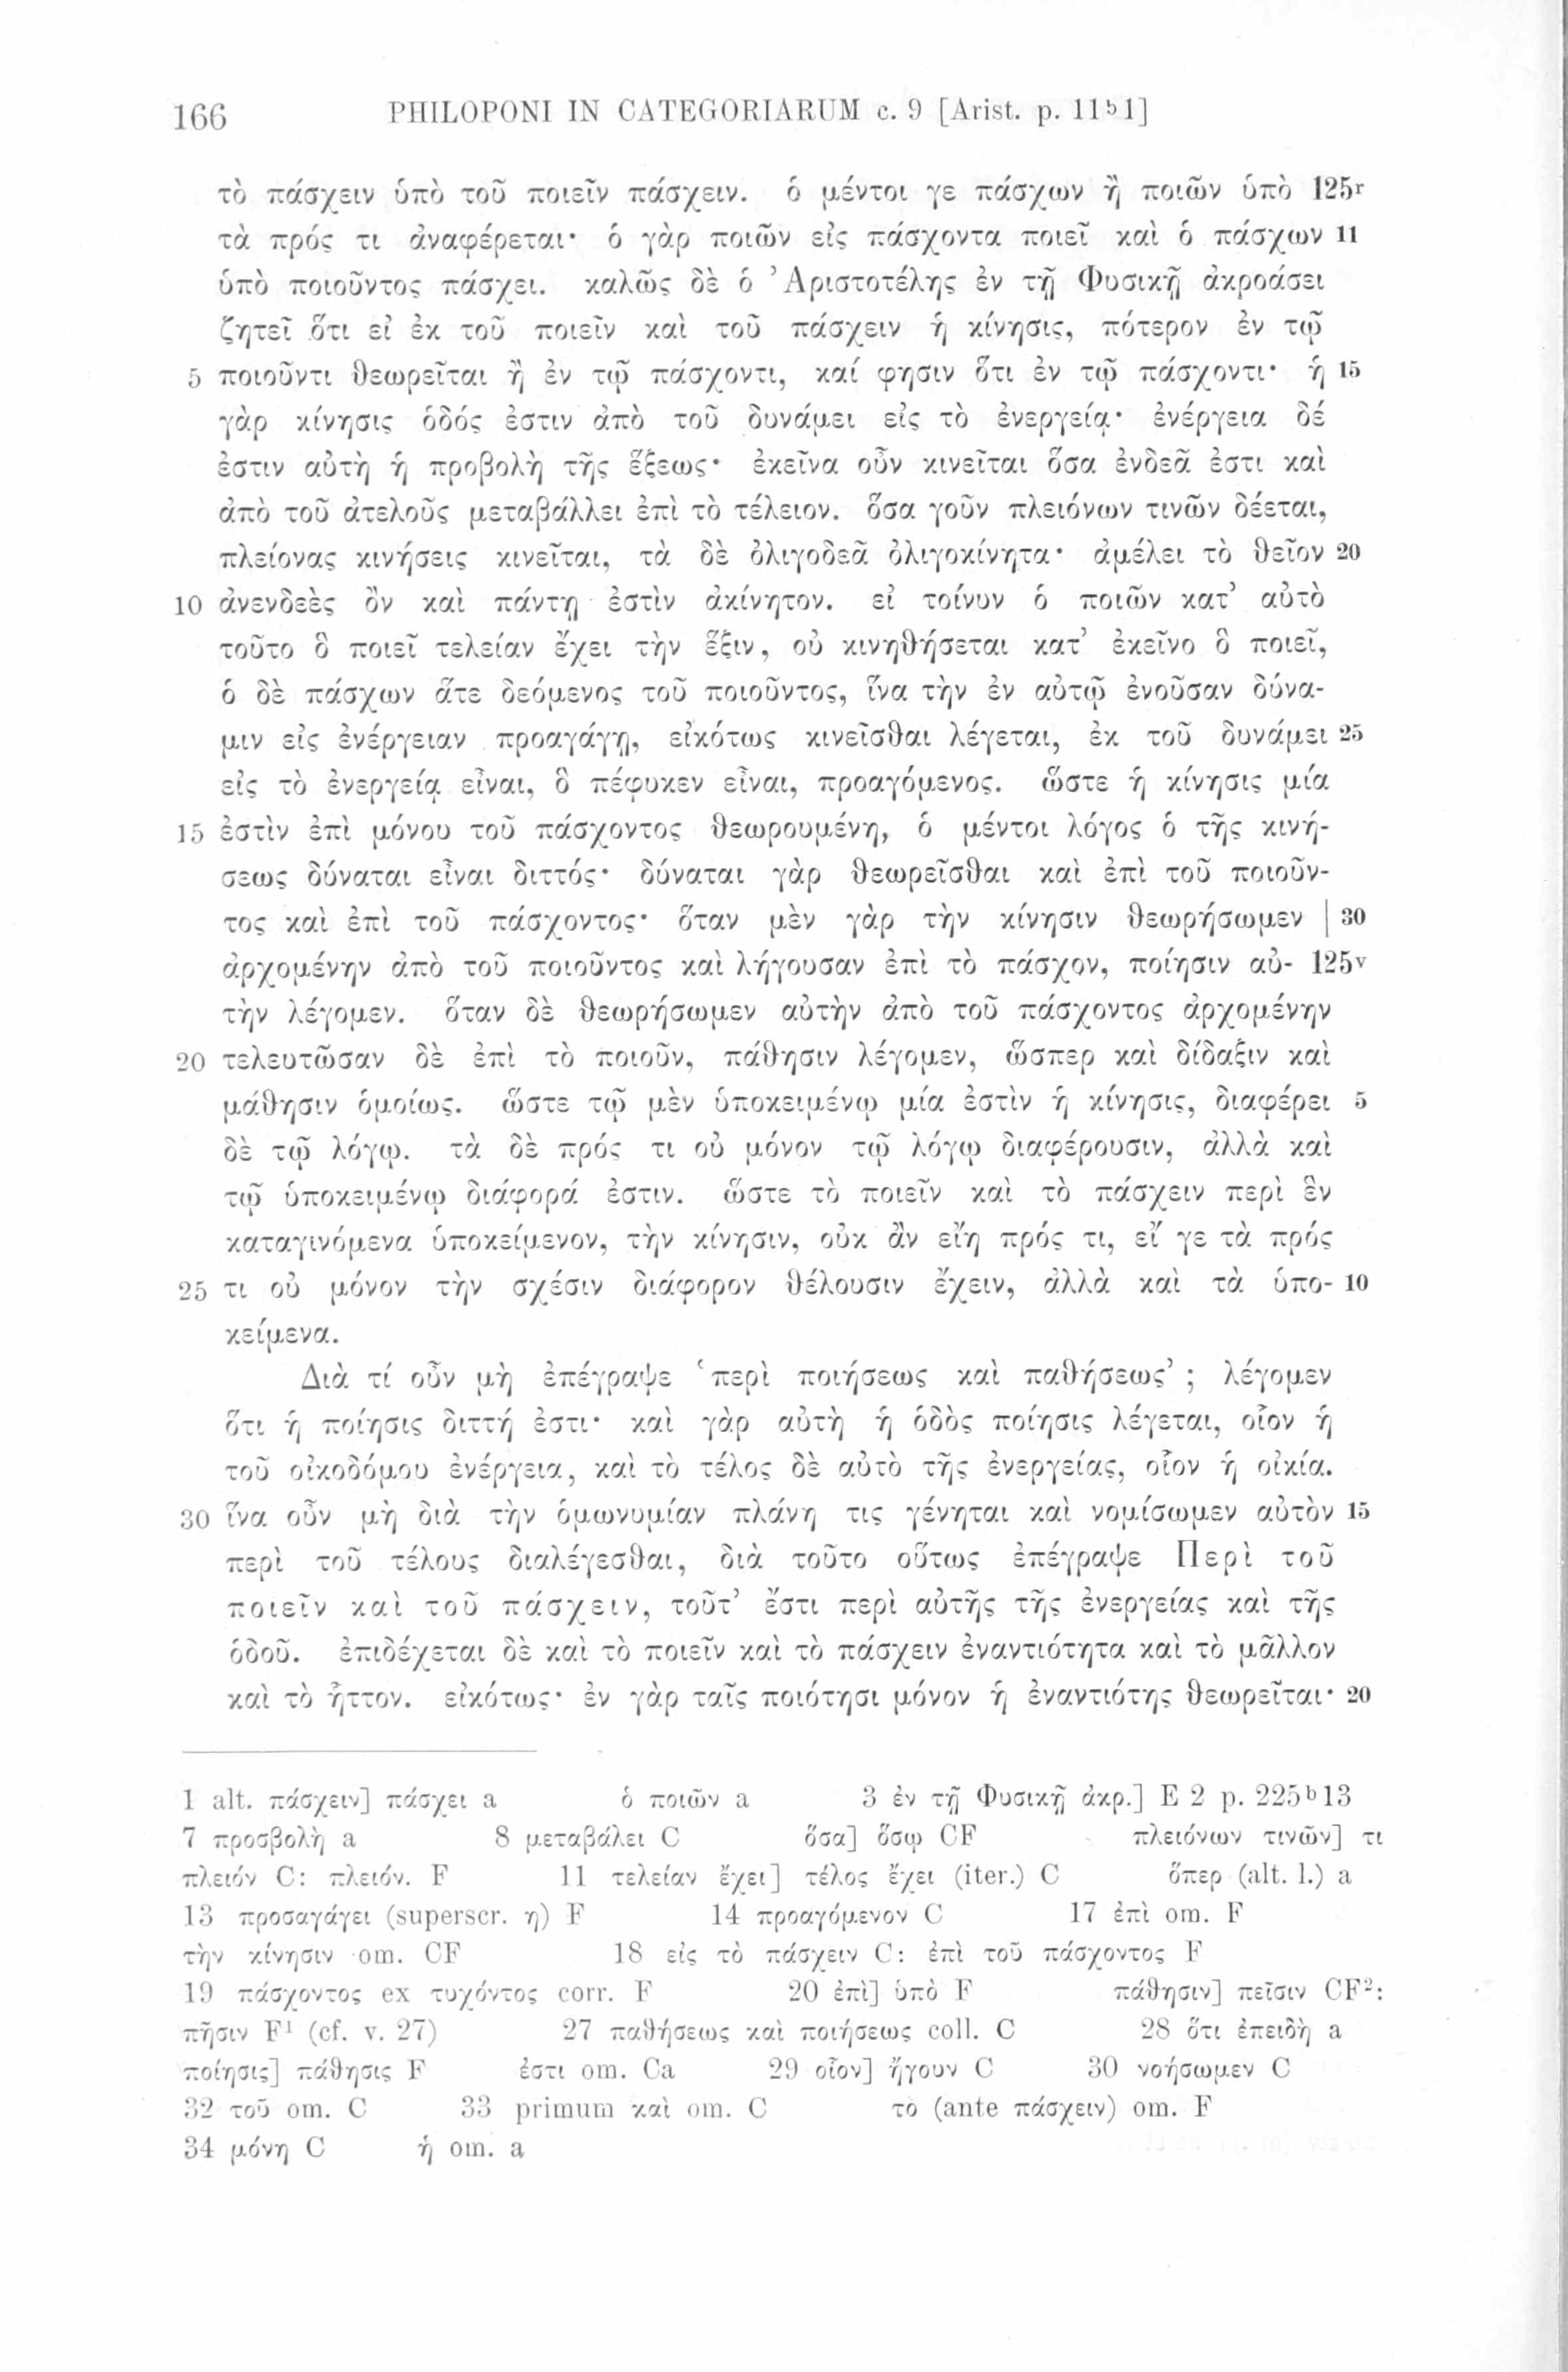 166 PHILOPONI IN CATEGORIARUM c. 9 [Arist. p. 11ᵇ1]
τὸ πάσχειν ὑπὸ τοῦ ποιεῖν πάσχειν. ὁ μέντοι γε πάσχων ἢ ποιῶν ὑπὸ 125ʳ
τὰ πρός τι ἀναφέρεται· ὁ γὰρ ποιῶν εἰς πάσχοντα ποιεῖ καὶ ὁ πάσχων 11
ὑπὸ ποιοῦντος πάσχει. καλῶς δὲ ὁ Ἀριστοτέλης ἐν τῇ Φυσικῇ ἀκροάσει
ζητεῖ ὅτι εἰ ἐκ τοῦ ποιεῖν καὶ τοῦ πάσχειν ἡ κίνησις, πότερον ἐν τῷ
5 ποιοῦντι θεωρεῖται ἢ ἐν τῷ πάσχοντι, καί φησιν ὅτι ἐν τῷ πάσχοντι· ἡ 15
γὰρ κίνησις ὁδός ἐστιν ἀπὸ τοῦ δυνάμει εἰς τὸ ἐνεργείᾳ· ἐνέργεια δέ
ἐστιν αὐτὴ ἡ προβολὴ τῆς ἕξεως· ἐκεῖνα οὖν κινεῖται ὅσα ἐνδεᾶ ἐστι καὶ
ἀπὸ τοῦ ἀτελοῦς μεταβάλλει ἐπὶ τὸ τέλειον. ὅσα γοῦν πλειόνων τινῶν δέεται,
πλείονας κινήσεις κινεῖται, τὰ δὲ ὀλιγοδεᾶ ὀλιγοκίνητα· ἀμέλει τὸ θεῖον 20
10 ἀνενδεὲς ὂν καὶ πάντῃ ἐστὶν ἀκίνητον. εἰ τοίνυν ὁ ποιῶν κατ’ αὐτὸ
τοῦτο ὃ ποιεῖ τελείαν ἔχει τὴν ἕξιν, οὐ κινηθήσεται κατ’ ἐκεῖνο ὃ ποιεῖ,
ὁ δὲ πάσχων ἅτε δεόμενος τοῦ ποιοῦντος, ἵνα τὴν ἐν αὐτῷ ἐνοῦσαν δύνα-
μιν εἰς ἐνέργειαν προαγάγῃ, εἰκότως κινεῖσθαι λέγεται, ἐκ τοῦ δυνάμει 25
εἰς τὸ ἐνεργείᾳ εἶναι, ὃ πέφυκεν εἶναι, προαγόμενος. ὥστε ἡ κίνησις μία
15 ἐστὶν ἐπὶ μόνου τοῦ πάσχοντος θεωρουμένη, ὁ μέντοι λόγος ὁ τῆς κινή-
σεως δύναται εἶναι διττός· δύναται γὰρ θεωρεῖσθαι καὶ ἐπὶ τοῦ ποιοῦν-
τος καὶ ἐπὶ τοῦ πάσχοντος· ὅταν μὲν γὰρ τὴν κίνησιν θεωρήσωμεν | 30
ἀρχομένην ἀπὸ τοῦ ποιοῦντος καὶ λήγουσαν ἐπὶ τὸ πάσχον, ποίησιν αὐ- 125ᵛ
τὴν λέγομεν. ὅταν δὲ θεωρήσωμεν αὐτὴν ἀπὸ τοῦ πάσχοντος ἀρχομένην
20 τελευτῶσαν δὲ ἐπὶ τὸ ποιοῦν, πάθησιν λέγομεν, ὥσπερ καὶ δίδαξιν καὶ
μάθησιν ὁμοίως. ὥστε τῷ μὲν ὑποκειμένῳ μία ἐστὶν ἡ κίνησις, διαφέρει 5
δὲ τῷ λόγῳ. τὰ δὲ πρός τι οὐ μόνον τῷ λόγῳ διαφέρουσιν, ἀλλὰ καὶ
τῷ ὑποκειμένῳ διάφορά ἐστιν. ὥστε τὸ ποιεῖν καὶ τὸ πάσχειν περὶ ἓν
καταγινόμενα ὑποκείμενον, τὴν κίνησιν, οὐκ ἂν εἴη πρός τι, εἴ γε τὰ πρός
25 τι οὐ μόνον τὴν σχέσιν διάφορον θέλουσιν ἔχειν, ἀλλὰ καὶ τὰ ὑπο- 10
κείμενα.
Διὰ τί οὖν μὴ ἐπέγραψε ‘περὶ ποιήσεως καὶ παθήσεως’; λέγομεν
ὅτι ἡ ποίησις διττή ἐστι· καὶ γὰρ αὐτὴ ἡ ὁδὸς ποίησις λέγεται, οἷον ἡ
τοῦ οἰκοδόμου ἐνέργεια, καὶ τὸ τέλος δὲ αὐτὸ τῆς ἐνεργείας, οἷον ἡ οἰκία.
30 ἵνα οὖν μὴ διὰ τὴν ὁμωνυμίαν πλάνη τις γένηται καὶ νομίσωμεν αὐτὸν 15
περὶ τοῦ τέλους διαλέγεσθαι, διὰ τοῦτο οὕτως ἐπέγραψε Περὶ τοῦ
ποιεῖν καὶ τοῦ πάσχειν, τοῦτ’ ἔστι περὶ αὐτῆς τῆς ἐνεργείας καὶ τῆς
ὁδοῦ. ἐπιδέχεται δὲ καὶ τὸ ποιεῖν καὶ τὸ πάσχειν ἐναντιότητα καὶ τὸ μᾶλλον
καὶ τὸ ἧττον. εἰκότως· ἐν γὰρ ταῖς ποιότησι μόνον ἡ ἐναντιότης θεωρεῖται· 20
1 alt. πάσχειν] πάσχει a ὁ ποιῶν a 3 ἐν τῇ Φυσικῇ ἀκρ.] E 2 p. 225ᵇ13
7 προσβολὴ a 8 μεταβάλει C ὅσα] ὅσῳ CF πλειόνων τινῶν] τι
πλειόν C: πλειόν. F 11 τελείαν ἔχει] τέλος ἔχει (iter.) C ὅπερ (alt. l.) a
13 προσαγάγει (superscr. η) F 14 προαγόμενον C 17 ἐπὶ om. F
τὴν κίνησιν om. CF 18 εἰς τὸ πάσχειν C: ἐπὶ τοῦ πάσχοντος F
19 πάσχοντος ex τυχόντος corr. F 20 ἐπὶ] ὑπὸ F πάθησιν] πεῖσιν CF²:
πῆσιν F¹ (cf. v. 27) 27 παθήσεως καὶ ποιήσεως coll. C 28 ὅτι ἐπειδὴ a
ποίησις] πάθησις F ἐστι om. Ca 29 οἷον] ἤγουν C 30 νοήσωμεν C
32 τοῦ om. C 33 primum καὶ om. C τὸ (ante πάσχειν) om. F
34 μόνη C ἡ om. a